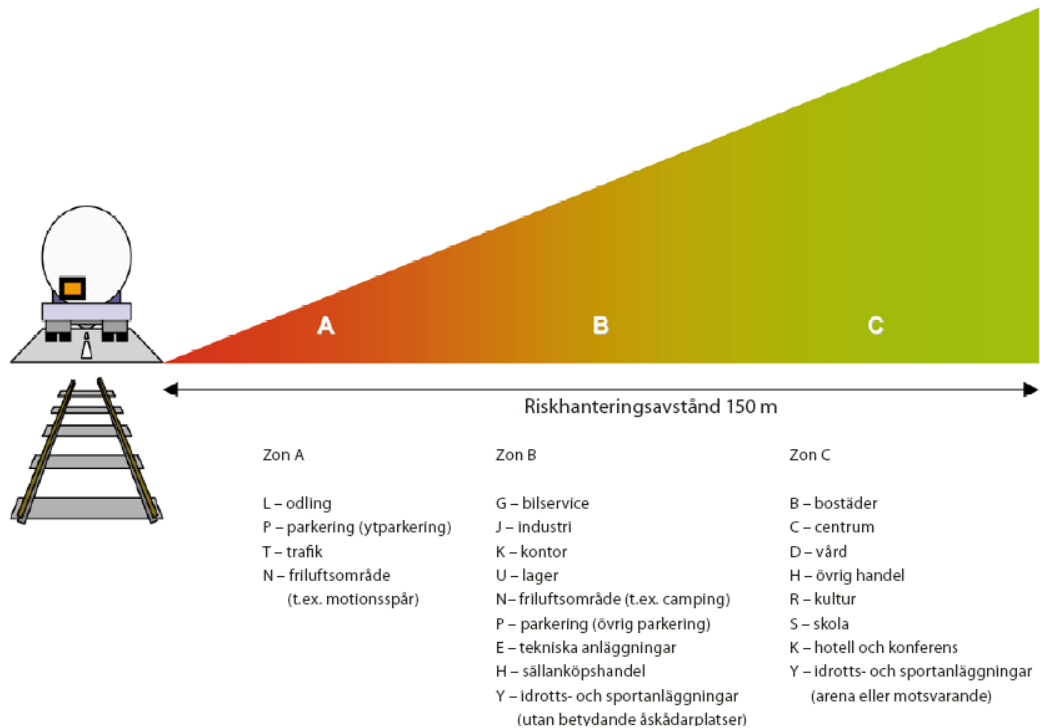 A
B
C
Riskhanteringsavstånd 150 m
Zon A
L – odling
P – parkering (ytparkering)
T – trafik
N – friluftsområde
(t.ex. motionsspår)
Zon B
G – bilservice
J – industri
K – kontor
U – lager
N – friluftsområde (t.ex. camping)
P – parkering (övrig parkering)
E – tekniska anläggningar
H – sällanköpshandel
Y – idrotts- och sportanläggningar
(utan betydande åskådarplatser)
Zon C
B – bostäder
C – centrum
D – vård
H – övrig handel
R – kultur
S – skola
K – hotell och konferens
Y – idrotts- och sportanläggningar
(arena eller motsvarande)